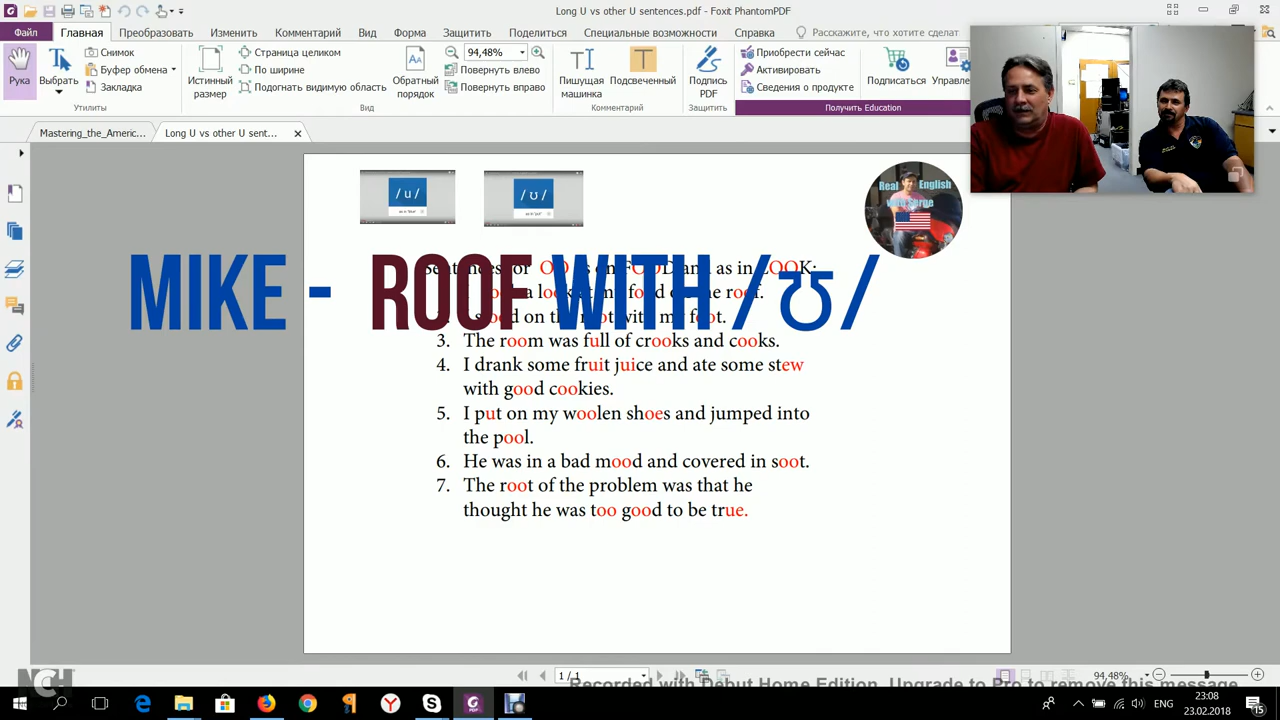 Long U vs other U sentences.pdf - Foxit PhantomPDF
Файл Главная Преобразовать Изменить Комментарий Вид Форма Защитить Поделиться Специальные возможности Справка Расскажите, что хотите сделать
Рука
Выбрать
Снимок
Буфер обмена
Закладка
Утилиты
Истинный размер
Страница целиком
По ширине
Подогнать видимую область
Обратный порядок
94,48%
Повернуть влево
Повернуть вправо
Вид
Пишущая машинка
Подсвеченный
Комментарий
Подпись PDF
Защитить
Приобрести сейчас
Активировать
Сведения о продукте
Подписаться
Получить Education
Mastering_the_Americ...
Long U vs other U sent...
/ u /
/ ʊ /
Real English
with serge
MIKE - ROOF WITH /ʊ/
3. The room was full of crooks and cooks.
4. I drank some fruit juice and ate some stew
with good cookies.
5. I put on my woolen shoes and jumped into
the pool.
6. He was in a bad mood and covered in soot.
7. The root of the problem was that he
thought he was too good to be true.
1 / 1
94,48%
NCH
Recorded with Debut Home Edition. Upgrade to Pro to remove this message
ENG
23:08
23.02.2018
15